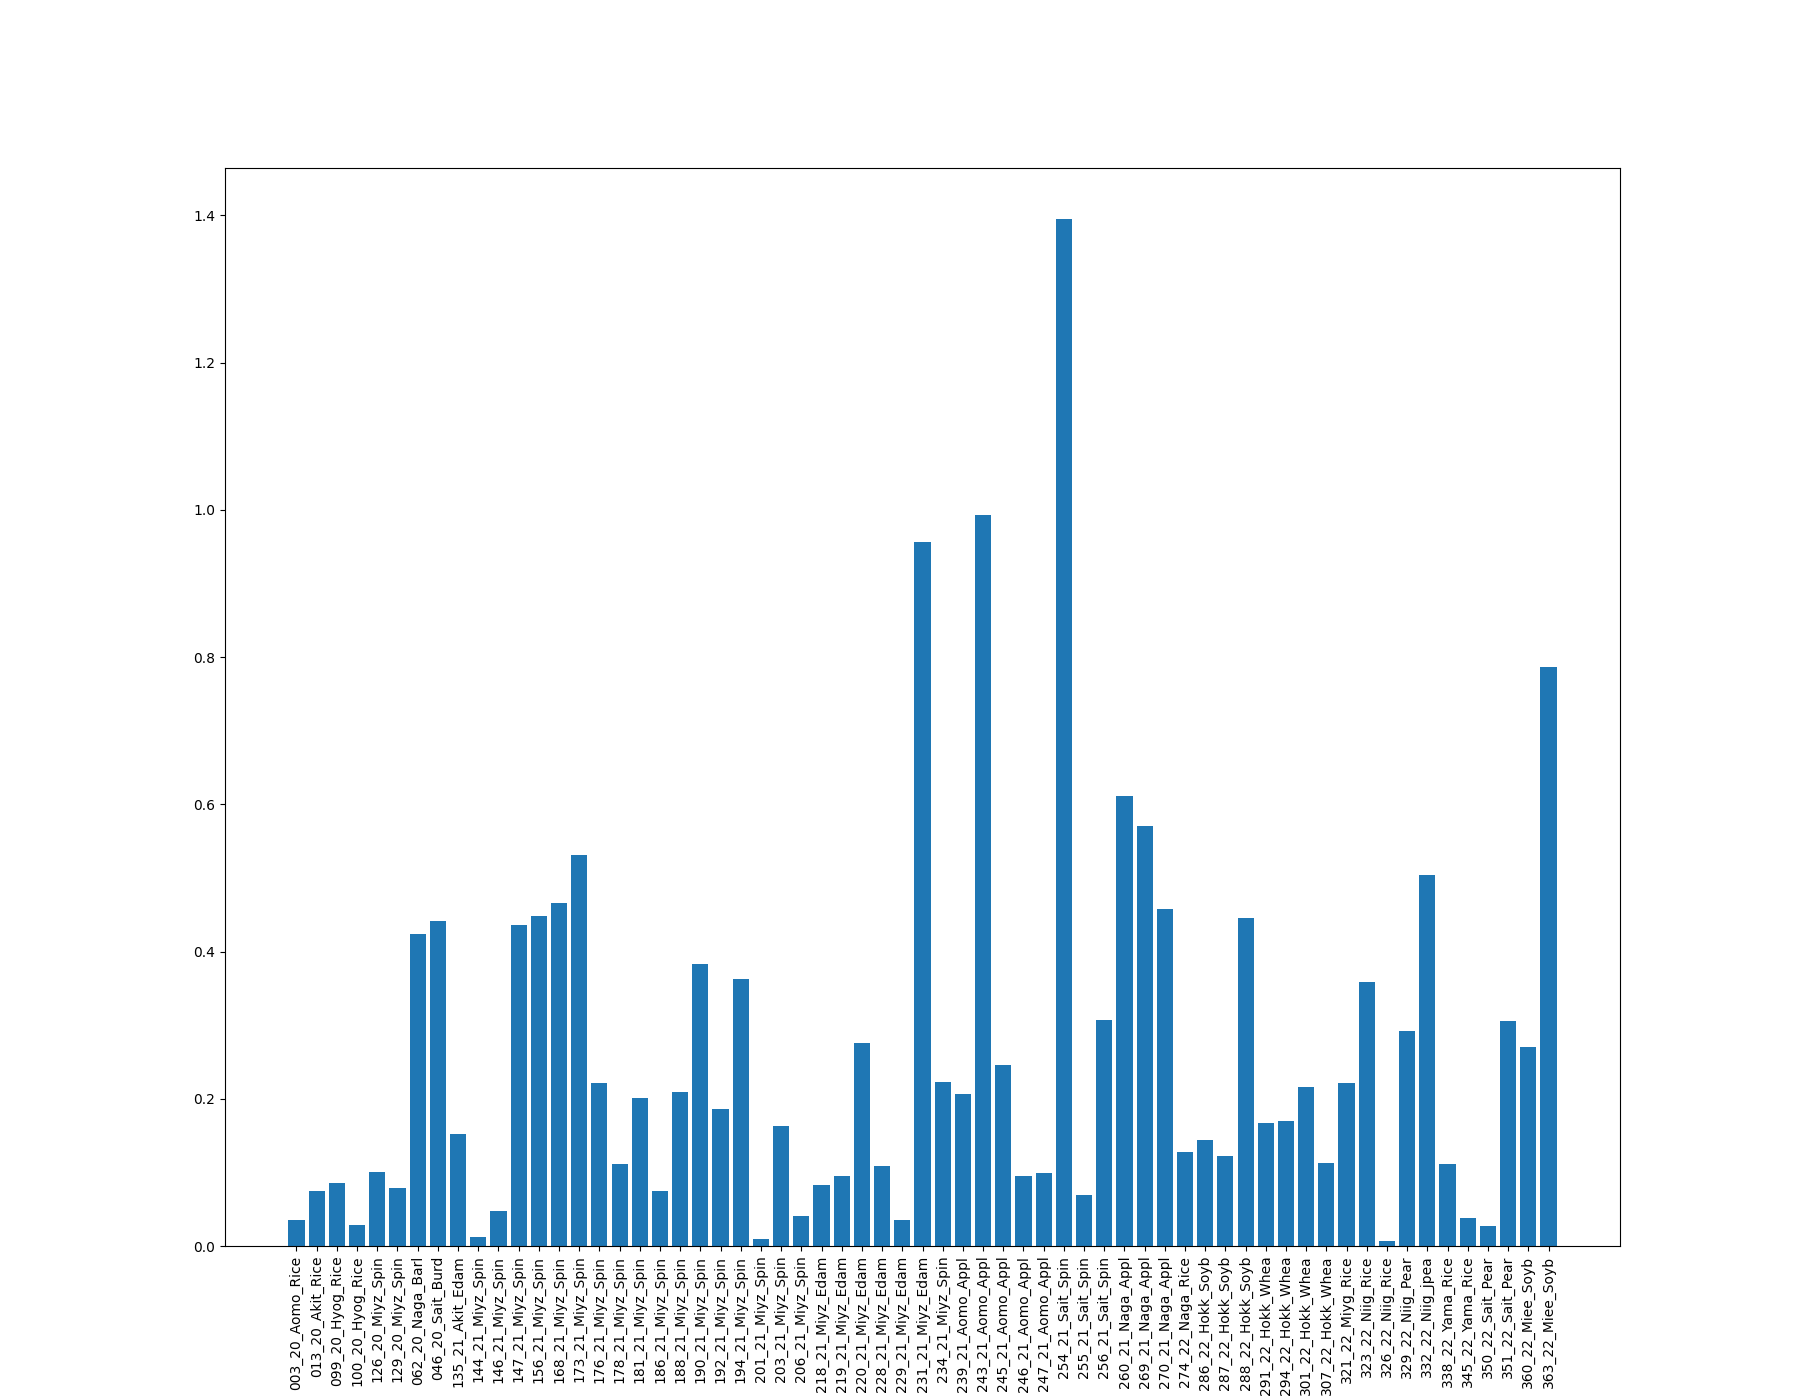 1.4
1.2
1.0
0.8
0.6
0.4
0.2
0.0
003_20_Aomo_Rice
013_20_Akit_Rice
099_20_Hyog_Rice
100_20_Hyog_Rice
126_20_Miyz_Spin
129_20_Miyz_Spin
062_20_Naga_Barl
046_20_Sait_Burd
135_21_Akit_Edam
144_21_Miyz_Spin
146_21_Miyz_Spin
147_21_Miyz_Spin
156_21_Miyz_Spin
168_21_Miyz_Spin
173_21_Miyz_Spin
176_21_Miyz_Spin
178_21_Miyz_Spin
181_21_Miyz_Spin
186_21_Miyz_Spin
188_21_Miyz_Spin
190_21_Miyz_Spin
192_21_Miyz_Spin
194_21_Miyz_Spin
201_21_Miyz_Spin
203_21_Miyz_Spin
206_21_Miyz_Spin
218_21_Miyz_Edam
219_21_Miyz_Edam
220_21_Miyz_Edam
228_21_Miyz_Edam
229_21_Miyz_Edam
231_21_Miyz_Edam
234_21_Miyz_Spin
239_21_Aomo_Appl
243_21_Aomo_Appl
245_21_Aomo_Appl
246_21_Aomo_Appl
247_21_Aomo_Appl
254_21_Sait_Spin
255_21_Sait_Spin
256_21_Sait_Spin
260_21_Naga_Appl
269_21_Naga_Appl
270_21_Naga_Appl
274_22_Naga_Rice
286_22_Hokk_Soyb
287_22_Hokk_Soyb
288_22_Hokk_Soyb
291_22_Hokk_Whea
294_22_Hokk_Whea
301_22_Hokk_Whea
307_22_Hokk_Whea
321_22_Miyg_Rice
323_22_Niig_Rice
326_22_Niig_Rice
329_22_Niig_Pear
332_22_Niig_jpea
338_22_Yama_Rice
345_22_Yama_Rice
350_22_Sait_Pear
351_22_Sait_Pear
360_22_Miee_Soyb
363_22_Miee_Soyb